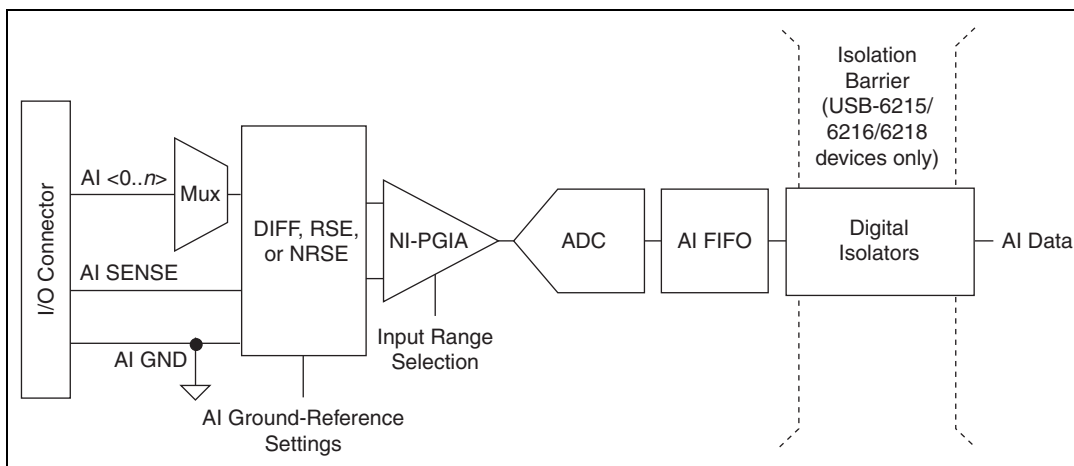 Isolation
Barrier
(USB-6215/
6216/6218
devices only)
I/O Connector
AI <0..n>
Mux
DIFF, RSE,
or NRSE
NI-PGIA
ADC
AI FIFO
Digital
Isolators
AI Data
AI SENSE
AI GND
Input Range
Selection
AI Ground-Reference
Settings